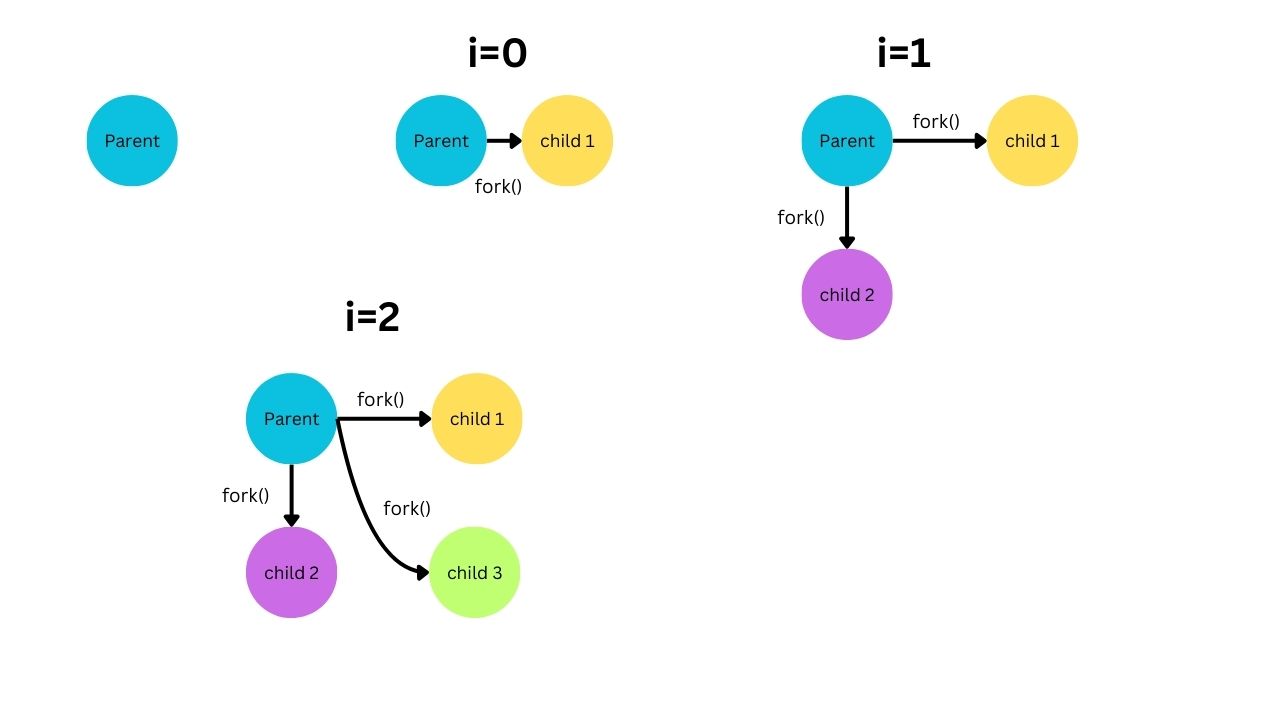 i=0
i=1
Parent
Parent
child 1
fork()
Parent
fork()
child 1
fork()
child 2
i=2
Parent
fork()
child 1
fork()
fork()
child 2
child 3